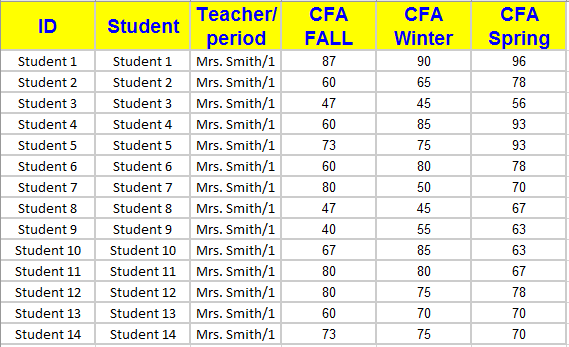 ID Student Teacher/ period CFA FALL CFA Winter CFA Spring
Student 1 Student 1 Mrs. Smith/1 87 90 96
Student 2 Student 2 Mrs. Smith/1 60 65 78
Student 3 Student 3 Mrs. Smith/1 47 45 56
Student 4 Student 4 Mrs. Smith/1 60 85 93
Student 5 Student 5 Mrs. Smith/1 73 75 93
Student 6 Student 6 Mrs. Smith/1 60 80 78
Student 7 Student 7 Mrs. Smith/1 80 50 70
Student 8 Student 8 Mrs. Smith/1 47 45 67
Student 9 Student 9 Mrs. Smith/1 40 55 63
Student 10 Student 10 Mrs. Smith/1 67 85 63
Student 11 Student 11 Mrs. Smith/1 80 80 67
Student 12 Student 12 Mrs. Smith/1 80 75 78
Student 13 Student 13 Mrs. Smith/1 60 70 70
Student 14 Student 14 Mrs. Smith/1 73 75 70